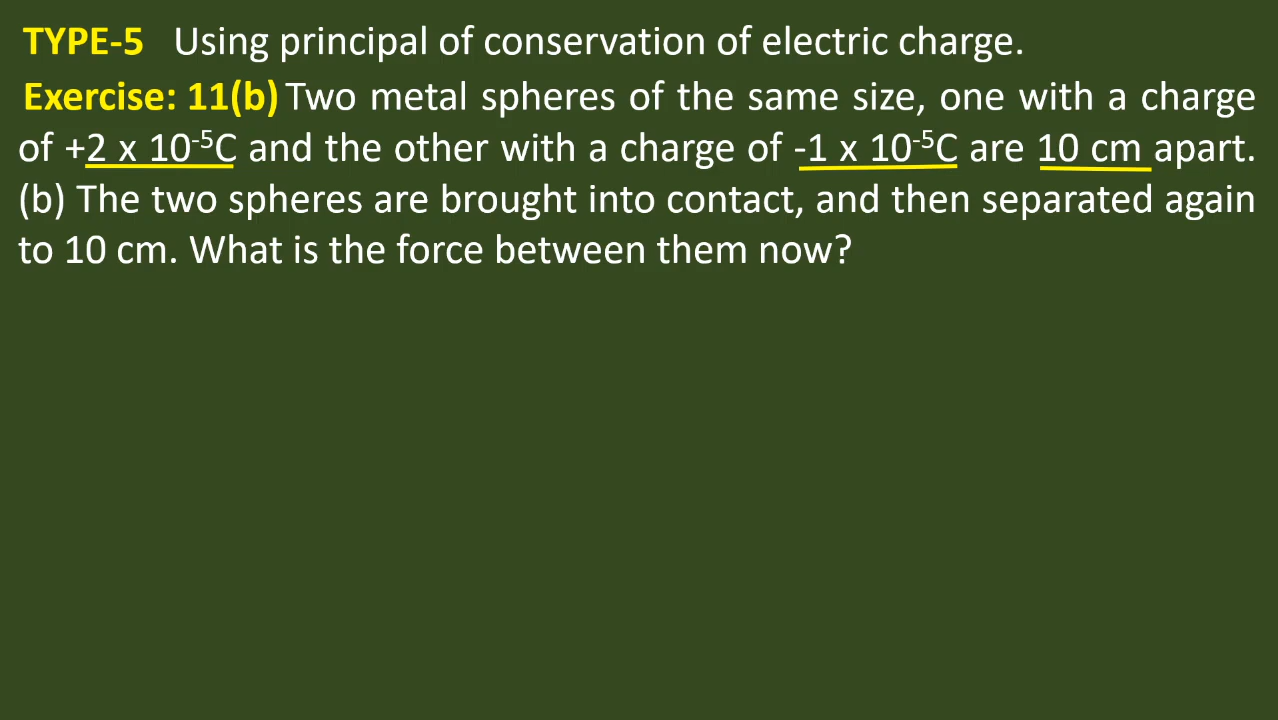 TYPE-5 Using principal of conservation of electric charge.
Exercise: 11(b) Two metal spheres of the same size, one with a charge
of +2 x 10⁻⁵C and the other with a charge of -1 x 10⁻⁵C are 10 cm apart.
(b) The two spheres are brought into contact, and then separated again
to 10 cm. What is the force between them now?